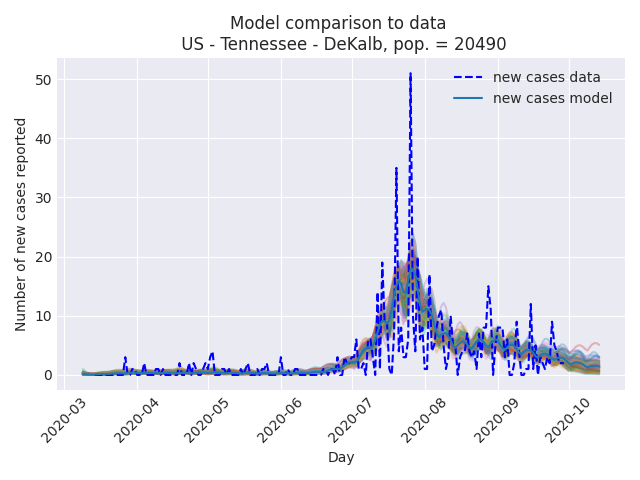 Model comparison to data
US - Tennessee - DeKalb, pop. = 20490
new cases data
new cases model
Number of new cases reported
50
40
30
20
10
0
2020-03
2020-04
2020-05
2020-06
2020-07
2020-08
2020-09
2020-10
Day